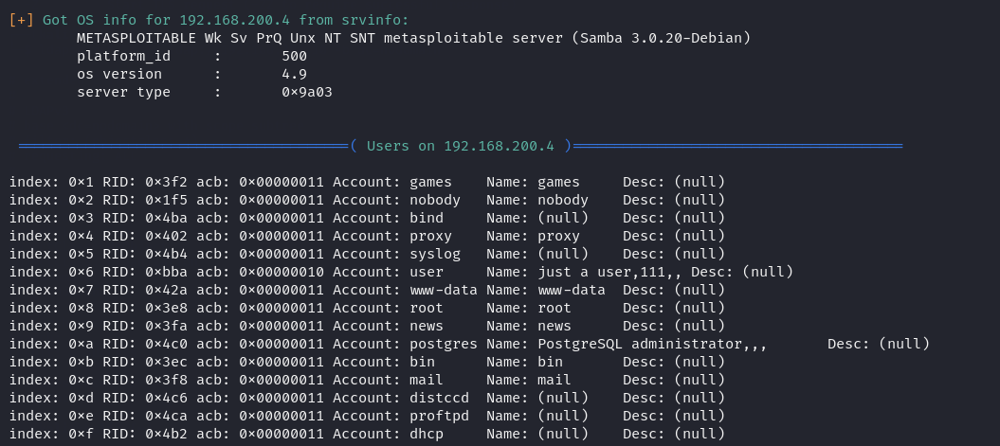 [+] Got OS info for 192.168.200.4 from srvinfo:
METASPLOITABLE Wk Sv PrQ Unx NT SNT metasploitable server (Samba 3.0.20-Debian)
platform_id     :       500
os version      :       4.9
server type     :       0x9a03
( Users on 192.168.200.4 )
index: 0x1 RID: 0x3f2 acb: 0x00000011 Account: games    Name: games     Desc: (null)
index: 0x2 RID: 0x1f5 acb: 0x00000011 Account: nobody   Name: nobody    Desc: (null)
index: 0x3 RID: 0x4ba acb: 0x00000011 Account: bind     Name: (null)    Desc: (null)
index: 0x4 RID: 0x402 acb: 0x00000011 Account: proxy    Name: proxy     Desc: (null)
index: 0x5 RID: 0x4b4 acb: 0x00000011 Account: syslog   Name: (null)    Desc: (null)
index: 0x6 RID: 0xbba acb: 0x00000010 Account: user     Name: just a user,111,, Desc: (null)
index: 0x7 RID: 0x42a acb: 0x00000011 Account: www-data Name: www-data  Desc: (null)
index: 0x8 RID: 0x3e8 acb: 0x00000011 Account: root     Name: root      Desc: (null)
index: 0x9 RID: 0x3fa acb: 0x00000011 Account: news     Name: news      Desc: (null)
index: 0xa RID: 0x4c0 acb: 0x00000011 Account: postgres Name: PostgreSQL administrator,,,       Desc: (null)
index: 0xb RID: 0x3ec acb: 0x00000011 Account: bin      Name: bin       Desc: (null)
index: 0xc RID: 0x3f8 acb: 0x00000011 Account: mail     Name: mail      Desc: (null)
index: 0xd RID: 0x4c6 acb: 0x00000011 Account: distccd  Name: (null)    Desc: (null)
index: 0xe RID: 0x4ca acb: 0x00000011 Account: proftpd  Name: (null)    Desc: (null)
index: 0xf RID: 0x4b2 acb: 0x00000011 Account: dhcp     Name: (null)    Desc: (null)